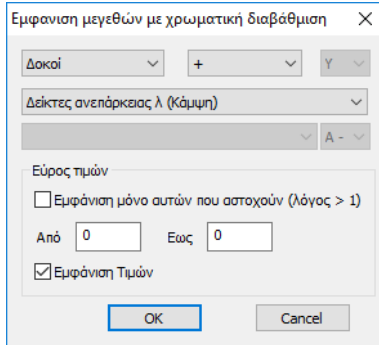 Εμφανιση μεγεθών με χρωματική διαβάθμιση
Δοκοί + Y
Δείκτες ανεπάρκειας λ (Κάμψη)
A -
Εύρος τιμών
Εμφάνιση μόνο αυτών που αστοχούν (λόγος > 1)
Από 0 Εως 0
Εμφάνιση Τιμών
OK Cancel